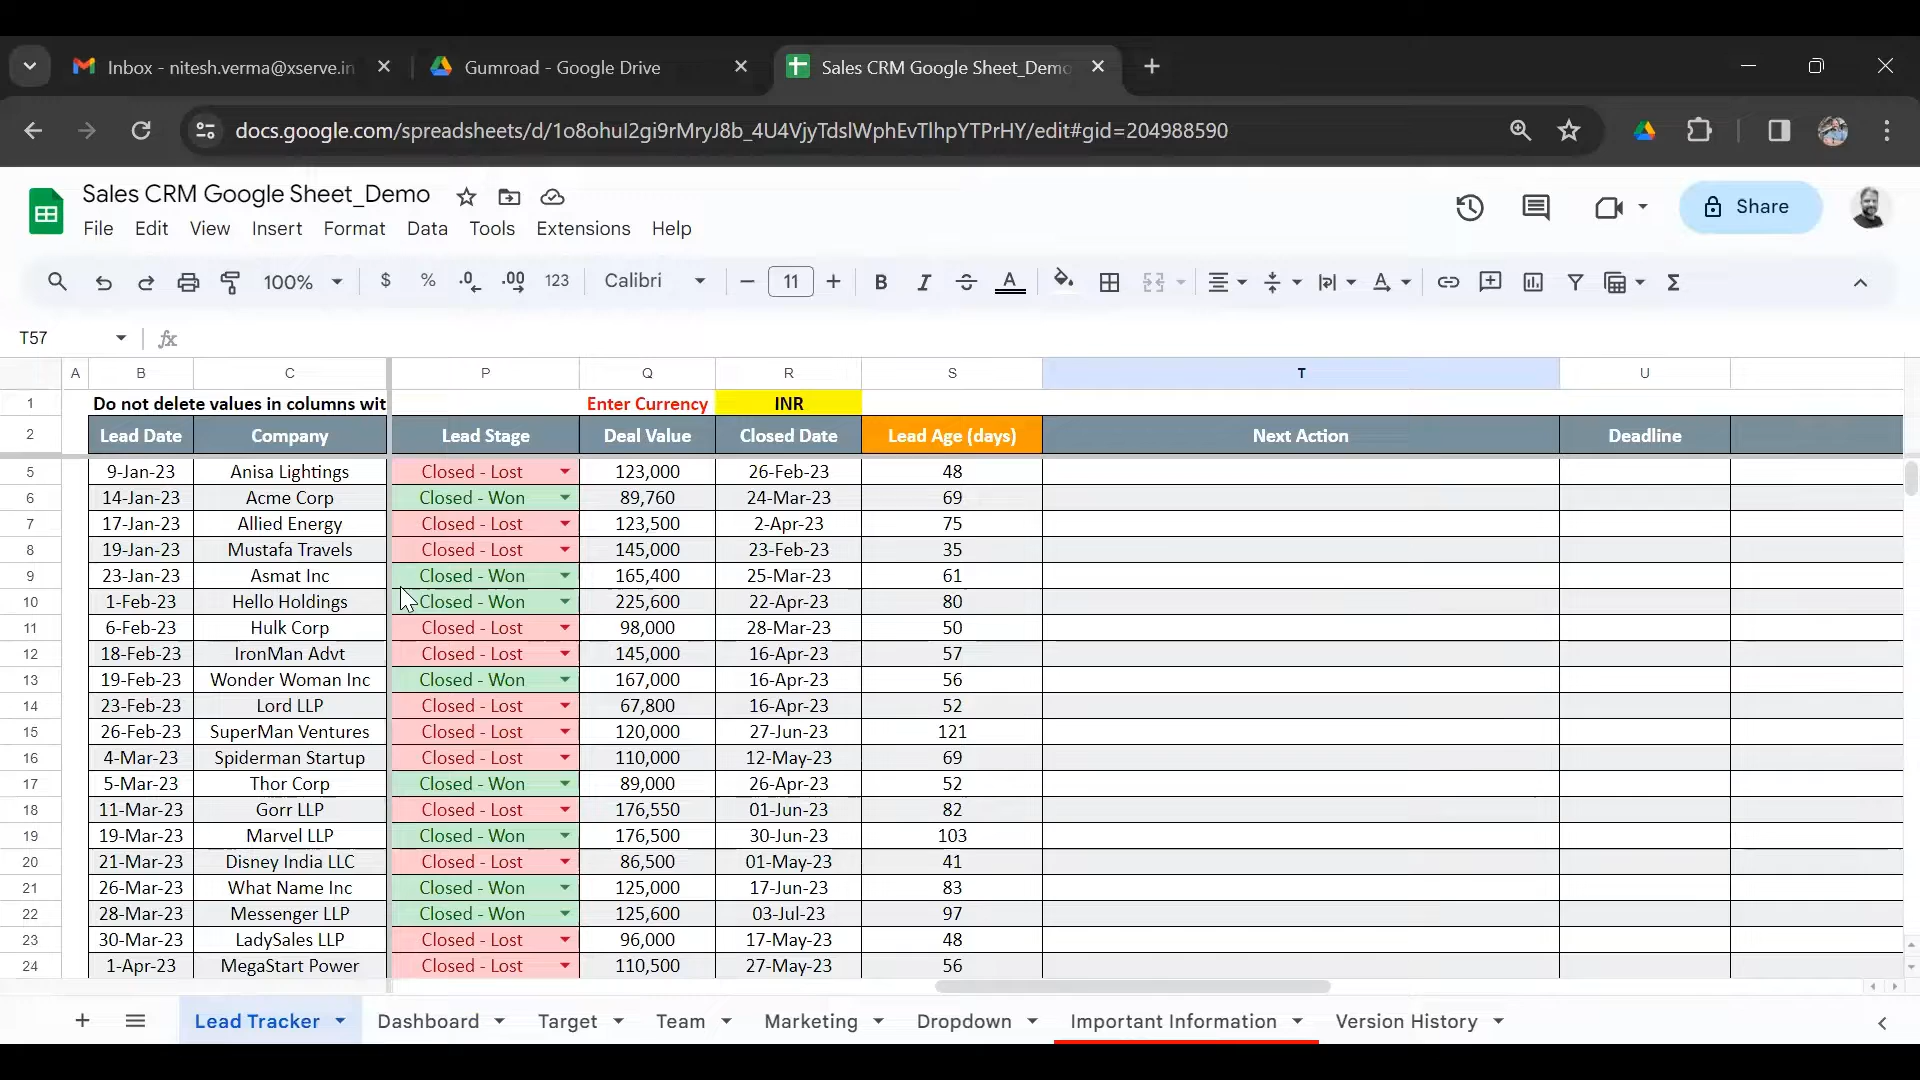 Inbox - nitesh.verma@xserve.in
Gumroad - Google Drive
Sales CRM Google Sheet_Demo
docs.google.com/spreadsheets/d/1o8ohuI2gi9rMryJ8b_4U4VjyTdslWphEvTlhpYTPrHY/edit#gid=204988590
Sales CRM Google Sheet_Demo
Share
File Edit View Insert Format Data Tools Extensions Help
100% $ % .0 .00 123 Calibri 11 B I S A
T57 fx
A B C P Q R S T U
1 Do not delete values in columns wit Enter Currency INR
2 Lead Date Company Lead Stage Deal Value Closed Date Lead Age (days) Next Action Deadline
5 9-Jan-23 Anisa Lightings Closed - Lost 123,000 26-Feb-23 48
6 14-Jan-23 Acme Corp Closed - Won 89,760 24-Mar-23 69
7 17-Jan-23 Allied Energy Closed - Lost 123,500 2-Apr-23 75
8 19-Jan-23 Mustafa Travels Closed - Lost 145,000 23-Feb-23 35
9 23-Jan-23 Asmat Inc Closed - Won 165,400 25-Mar-23 61
10 1-Feb-23 Hello Holdings Closed - Won 225,600 22-Apr-23 80
11 6-Feb-23 Hulk Corp Closed - Lost 98,000 28-Mar-23 50
12 18-Feb-23 IronMan Advt Closed - Lost 145,000 16-Apr-23 57
13 19-Feb-23 Wonder Woman Inc Closed - Won 167,000 16-Apr-23 56
14 23-Feb-23 Lord LLP Closed - Lost 67,800 16-Apr-23 52
15 26-Feb-23 SuperMan Ventures Closed - Lost 120,000 27-Jun-23 121
16 4-Mar-23 Spiderman Startup Closed - Lost 110,000 12-May-23 69
17 5-Mar-23 Thor Corp Closed - Won 89,000 26-Apr-23 52
18 11-Mar-23 Gorr LLP Closed - Lost 176,550 01-Jun-23 82
19 19-Mar-23 Marvel LLP Closed - Won 176,500 30-Jun-23 103
20 21-Mar-23 Disney India LLC Closed - Lost 86,500 01-May-23 41
21 26-Mar-23 What Name Inc Closed - Won 125,000 17-Jun-23 83
22 28-Mar-23 Messenger LLP Closed - Won 125,600 03-Jul-23 97
23 30-Mar-23 LadySales LLP Closed - Lost 96,000 17-May-23 48
24 1-Apr-23 MegaStart Power Closed - Lost 110,500 27-May-23 56
Lead Tracker Dashboard Target Team Marketing Dropdown Important Information Version History